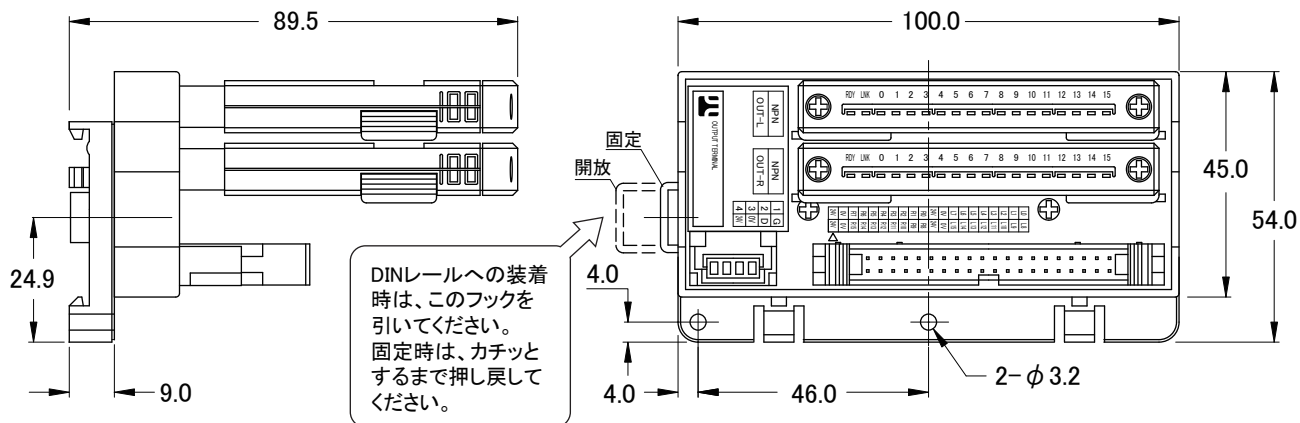 89.5
24.9
9.0
DINレールへの装着
時は、このフックを
引いてください。
固定時は、カチッと
するまで押し戻して
ください。
開放
固定
100.0
45.0
54.0
4.0
4.0
46.0
2-φ3.2
OUTPUT TERMINAL
NPN
OUT-L
NPN
OUT-R
1 G
2 D
3 0V
4 24V
RDY LNK 0 1 2 3 4 5 6 7 8 9 10 11 12 13 14 15
RDY LNK 0 1 2 3 4 5 6 7 8 9 10 11 12 13 14 15